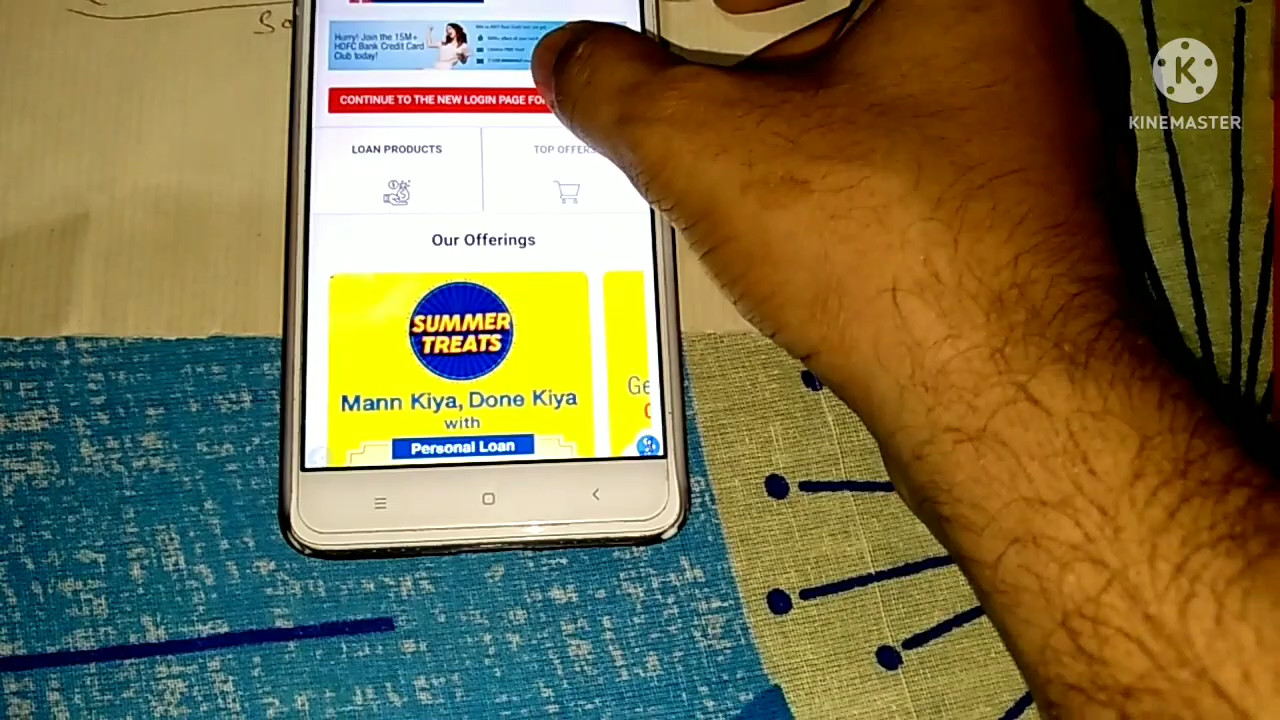 Hurry! Join the 15M+
HDFC Bank Credit Card
Club today!
CONTINUE TO THE NEW LOGIN PAGE FO
LOAN PRODUCTS
TOP OFFERS
Our Offerings
SUMMER
TREATS
Mann Kiya, Done Kiya
with
Personal Loan
Ge
K
KINEMASTER